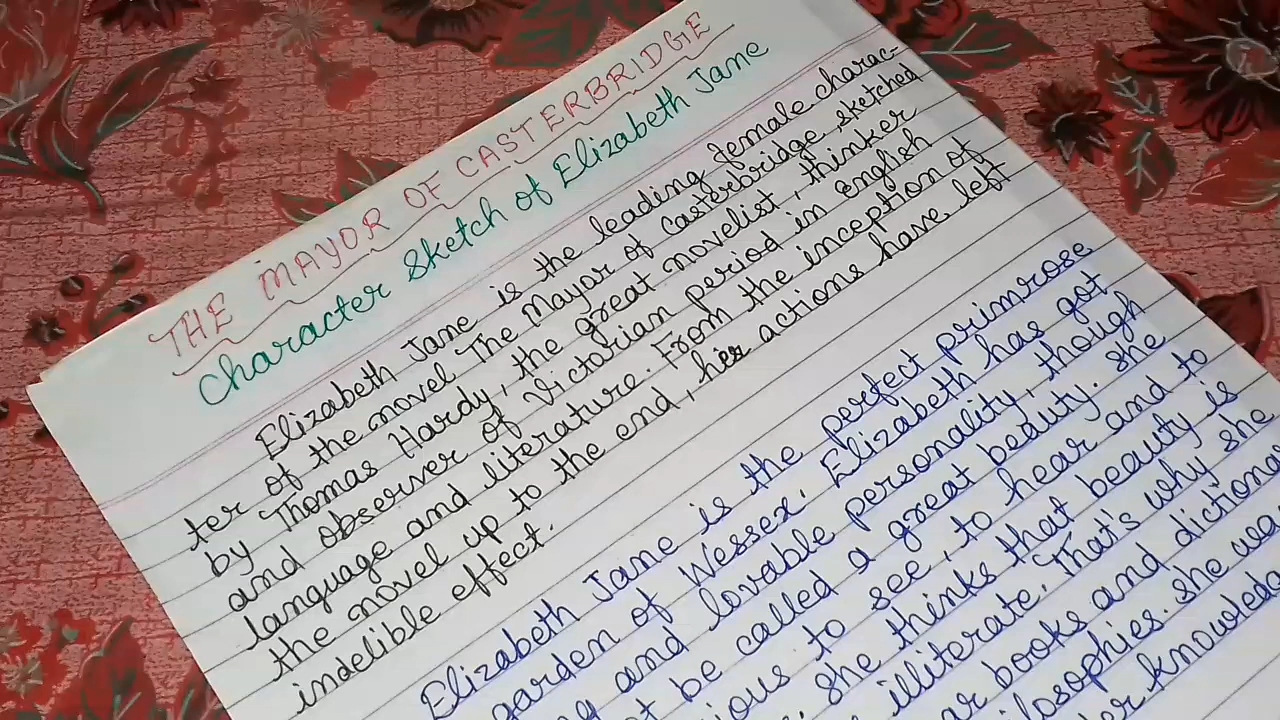 THE MAYOR OF CASTERBRIDGE
Character Sketch of Elizabeth Jane
Elizabeth Jane is the leading female charac-
ter of the novel The Mayor of Casterbridge, sketched
by Thomas Hardy, the great novelist, thinker
and observer of Victorian period in English
language and literature. From the inception of
the novel up to the end, her actions have left
indelible effect.
Elizabeth Jane is the perfect primrose
garden of Wessex. Elizabeth has got
and lovable personality, though
be called a great beauty. She
to see, to hear and to
She thinks that beauty is
illiterate. That's why she
books and
She